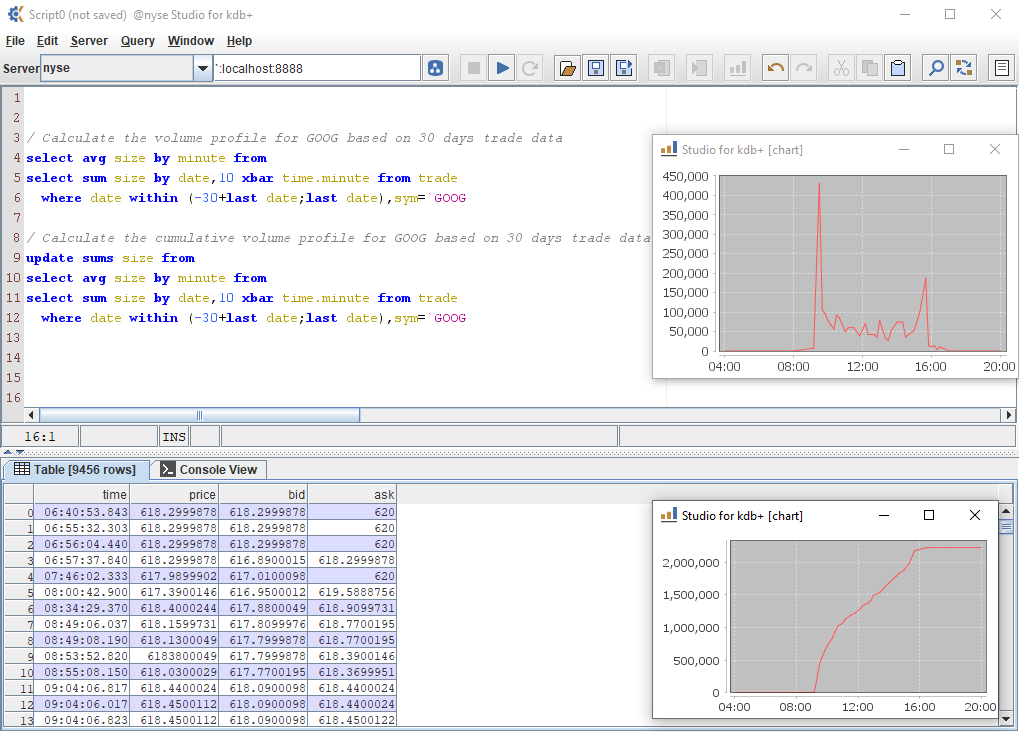 Script0 (not saved) @nyse Studio for kdb+
File Edit Server Query Window Help
Server nyse `:localhost:8888
1
2
3 / Calculate the volume profile for GOOG based on 30 days trade data
4 select avg size by minute from
5 select sum size by date,10 xbar time.minute from trade
6 where date within (-30+last date;last date),sym=`GOOG
7
8 / Calculate the cumulative volume profile for GOOG based on 30 days trade data
9 update sums size from
10 select avg size by minute from
11 select sum size by date,10 xbar time.minute from trade
12 where date within (-30+last date;last date),sym=`GOOG
13
14
15
16
Studio for kdb+ [chart]
450,000
400,000
350,000
300,000
250,000
200,000
150,000
100,000
50,000
0
04:00 08:00 12:00 16:00 20:00
16:1 INS
Table [9456 rows] Console View
time price bid ask
0 06:40:53.843 618.2999878 618.2999878 620
1 06:55:32.303 618.2999878 618.2999878 620
2 06:56:04.440 618.2999878 618.2999878 620
3 06:57:37.840 618.2999878 616.8900015 618.2999878
4 07:46:02.333 617.9899902 617.0100098 620
5 08:00:42.900 617.3900146 616.9500012 619.5888756
6 08:34:29.370 618.4000244 617.8800049 618.9099731
7 08:49:06.037 618.1599731 617.8099976 618.7700195
8 08:49:08.190 618.1300049 617.7999878 618.7700195
9 08:53:52.820 6183800049 617.7999878 618.3900146
10 08:55:08.150 618.0300029 617.7700195 618.3699951
11 09:04:06.817 618.4400024 618.0900098 618.4400024
12 09:04:06.017 618.4500112 618.0900098 618.4400024
13 09:04:06.823 618.4500112 618.0900098 618.4500122
Studio for kdb+ [chart]
2,000,000
1,500,000
1,000,000
500,000
0
04:00 08:00 12:00 16:00 20:00